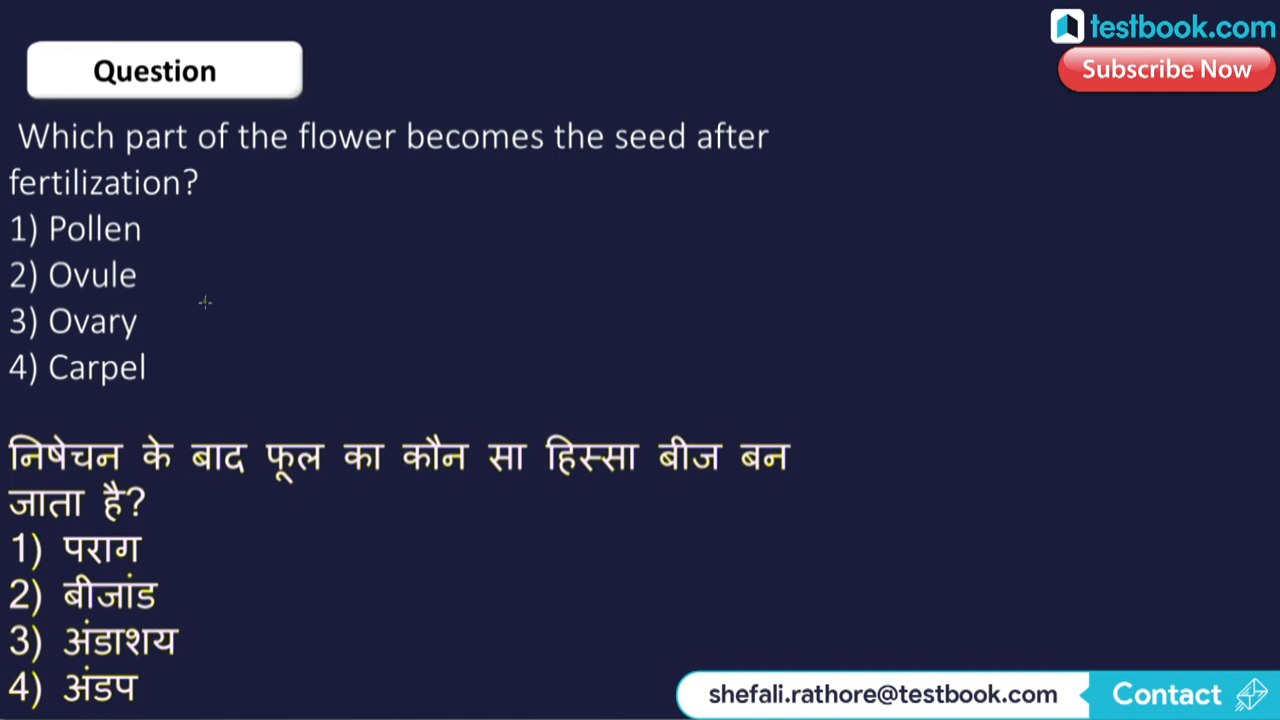 testbook.com
Question
Subscribe Now
Which part of the flower becomes the seed after
fertilization?
1) Pollen
2) Ovule
3) Ovary
4) Carpel
निषेचन के बाद फूल का कौन सा हिस्सा बीज बन
जाता है?
1) पराग
2) बीजांड
3) अंडाशय
4) अंडप
shefali.rathore@testbook.com Contact